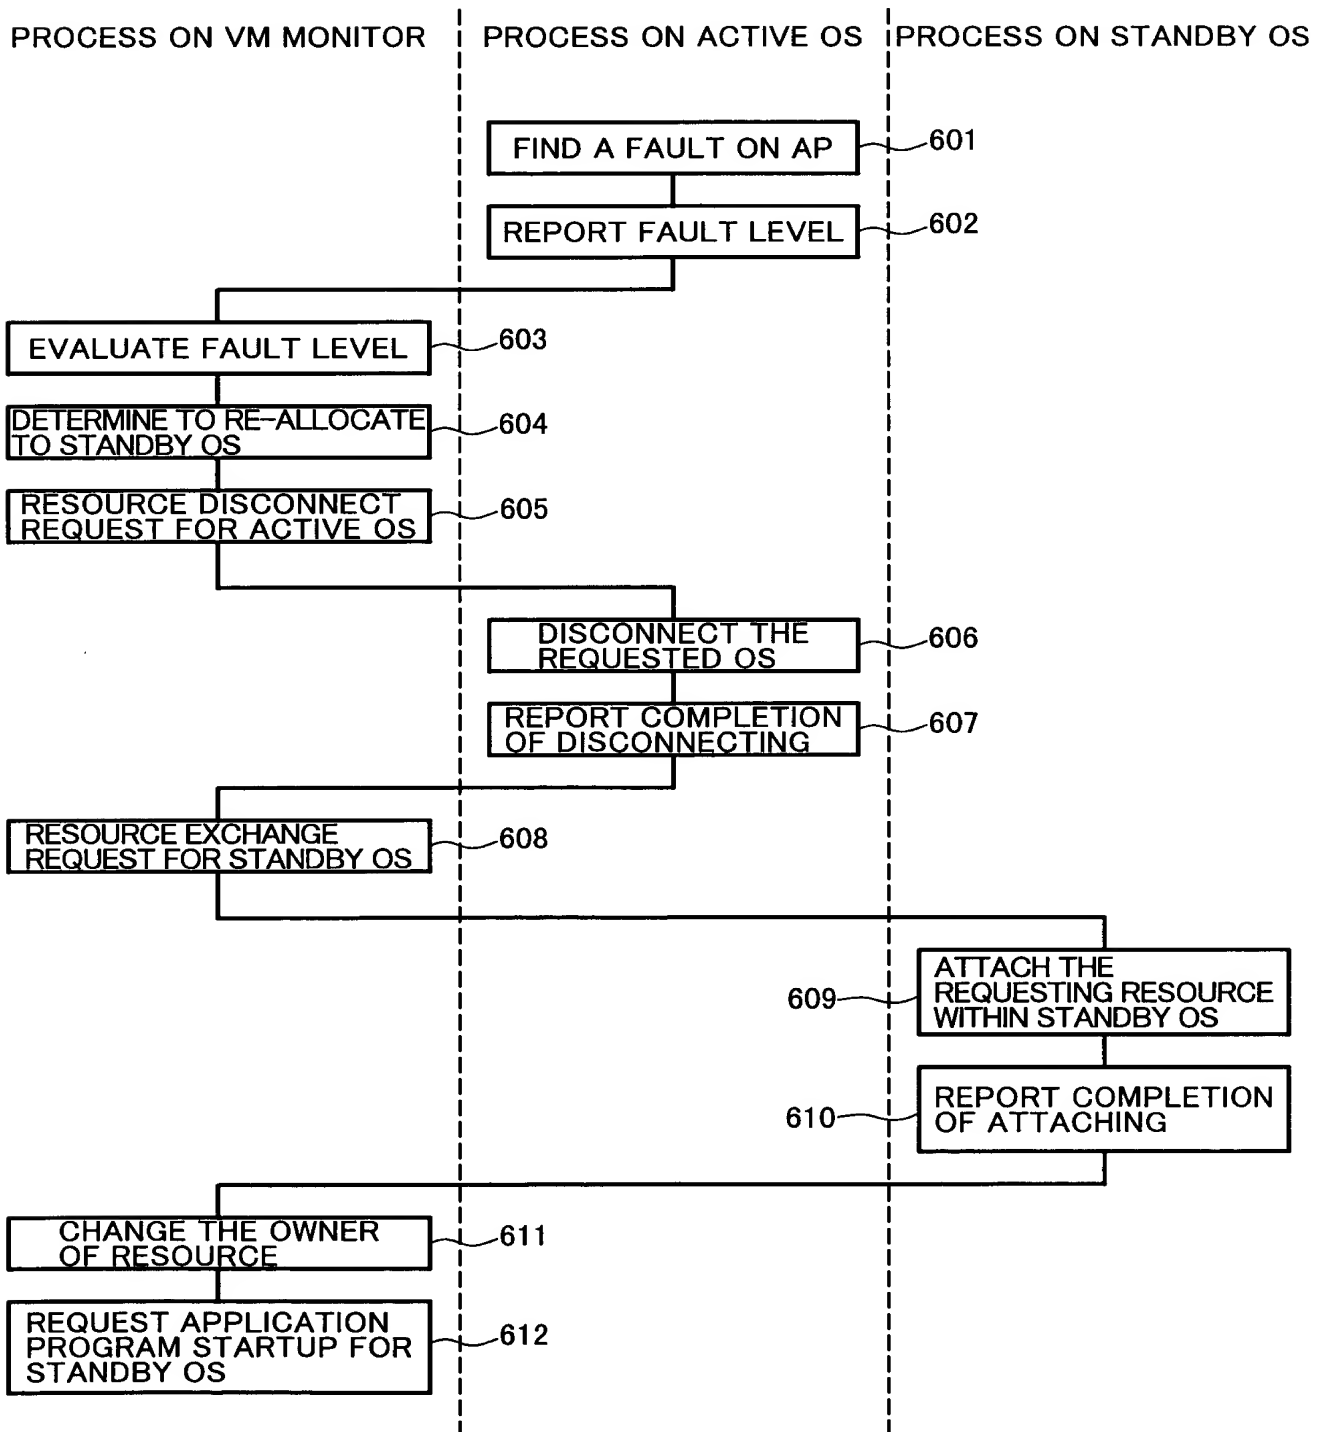 PROCESS ON VM MONITOR
PROCESS ON ACTIVE OS
PROCESS ON STANDBY OS
FIND A FAULT ON AP
601
REPORT FAULT LEVEL
602
EVALUATE FAULT LEVEL
603
DETERMINE TO RE-ALLOCATE
TO STANDBY OS
604
RESOURCE DISCONNECT
REQUEST FOR ACTIVE OS
605
DISCONNECT THE
REQUESTED OS
606
REPORT COMPLETION
OF DISCONNECTING
607
RESOURCE EXCHANGE
REQUEST FOR STANDBY OS
608
ATTACH THE
REQUESTING RESOURCE
WITHIN STANDBY OS
609
REPORT COMPLETION
OF ATTACHING
610
CHANGE THE OWNER
OF RESOURCE
611
REQUEST APPLICATION
PROGRAM STARTUP FOR
STANDBY OS
612